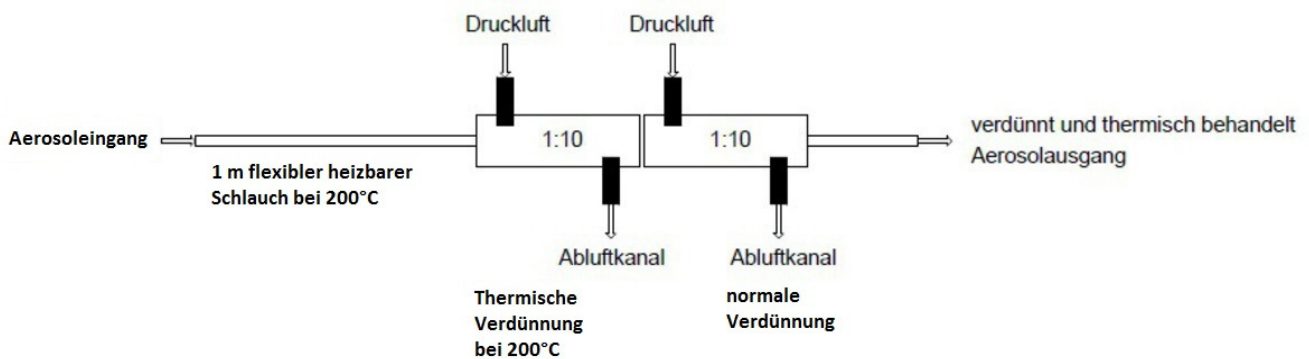 Druckluft
Druckluft
Aerosoleingang
1:10
1:10
verdünnt und thermisch behandelt
Aerosolausgang
1 m flexibler heizbarer
Schlauch bei 200°C
Abluftkanal
Abluftkanal
Thermische
Verdünnung
bei 200°C
normale
Verdünnung